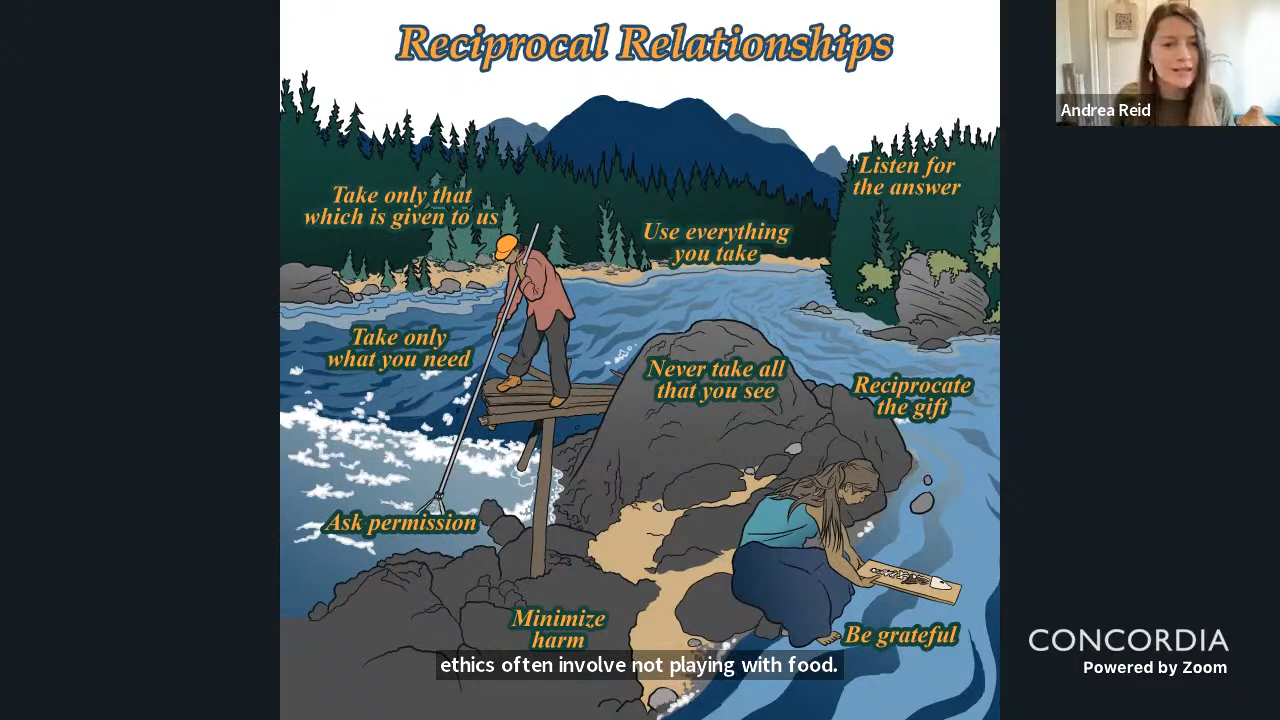 Reciprocal Relationships
Andrea Reid
Listen for
the answer
Take only that
which is given to us
Use everything
you take
Take only
what you need
Never take all
that you see
Reciprocate
the gift
Ask permission
Minimize
harm
Be grateful
ethics often involve not playing with food.
CONCORDIA
Powered by Zoom